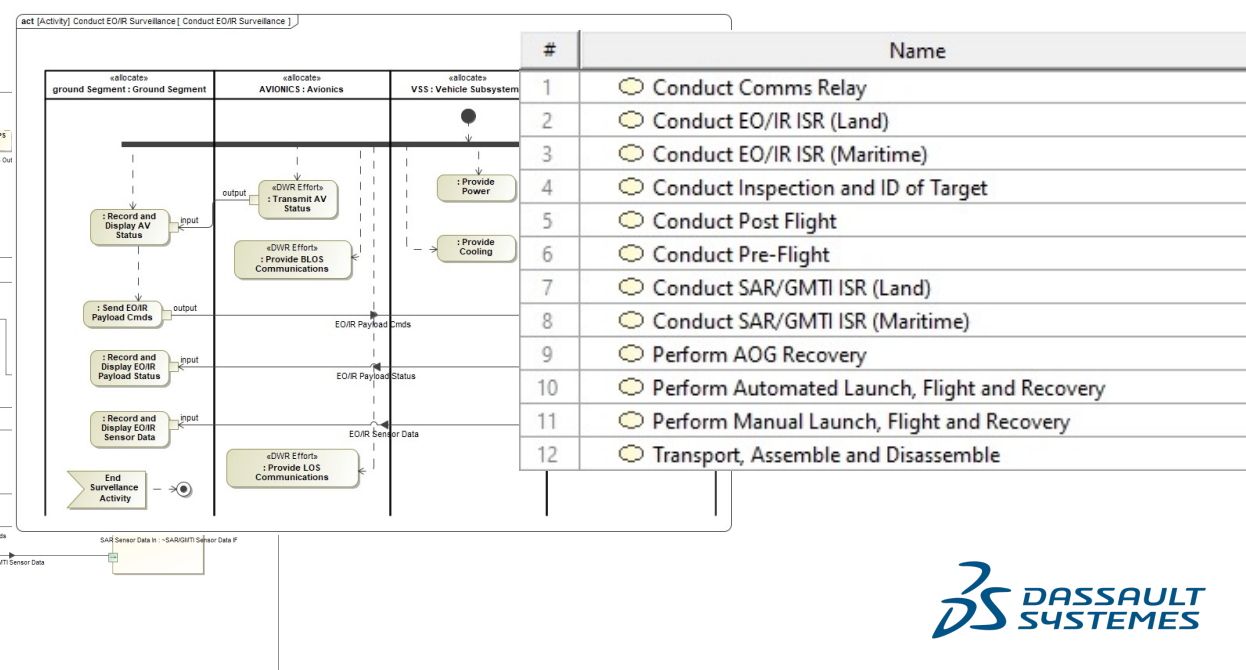 act [Activity] Conduct EO/IR Surveillance [ Conduct EO/IR Surveillance ]
«allocate»
ground Segment : Ground Segment
«allocate»
AVIONICS : Avionics
«allocate»
VSS : Vehicle Subsystem
«DWR Effort»
: Transmit AV
Status
output
: Provide
Power
: Record and
Display AV
Status
input
«DWR Effort»
: Provide BLOS
Communications
: Provide
Cooling
: Send EO/IR
Payload Cmds
output
EO/IR Payload Cmds
: Record and
Display EO/IR
Payload Status
input
EO/IR Payload Status
: Record and
Display EO/IR
Sensor Data
input
EO/IR Sensor Data
«DWR Effort»
: Provide LOS
Communications
End
Survellance
Activity
# Name
1 Conduct Comms Relay
2 Conduct EO/IR ISR (Land)
3 Conduct EO/IR ISR (Maritime)
4 Conduct Inspection and ID of Target
5 Conduct Post Flight
6 Conduct Pre-Flight
7 Conduct SAR/GMTI ISR (Land)
8 Conduct SAR/GMTI ISR (Maritime)
9 Perform AOG Recovery
10 Perform Automated Launch, Flight and Recovery
11 Perform Manual Launch, Flight and Recovery
12 Transport, Assemble and Disassemble
SAR Sensor Data In : ~SAR/GMTI Sensor Data IF
Sensor Data
DASSAULT
SYSTEMES